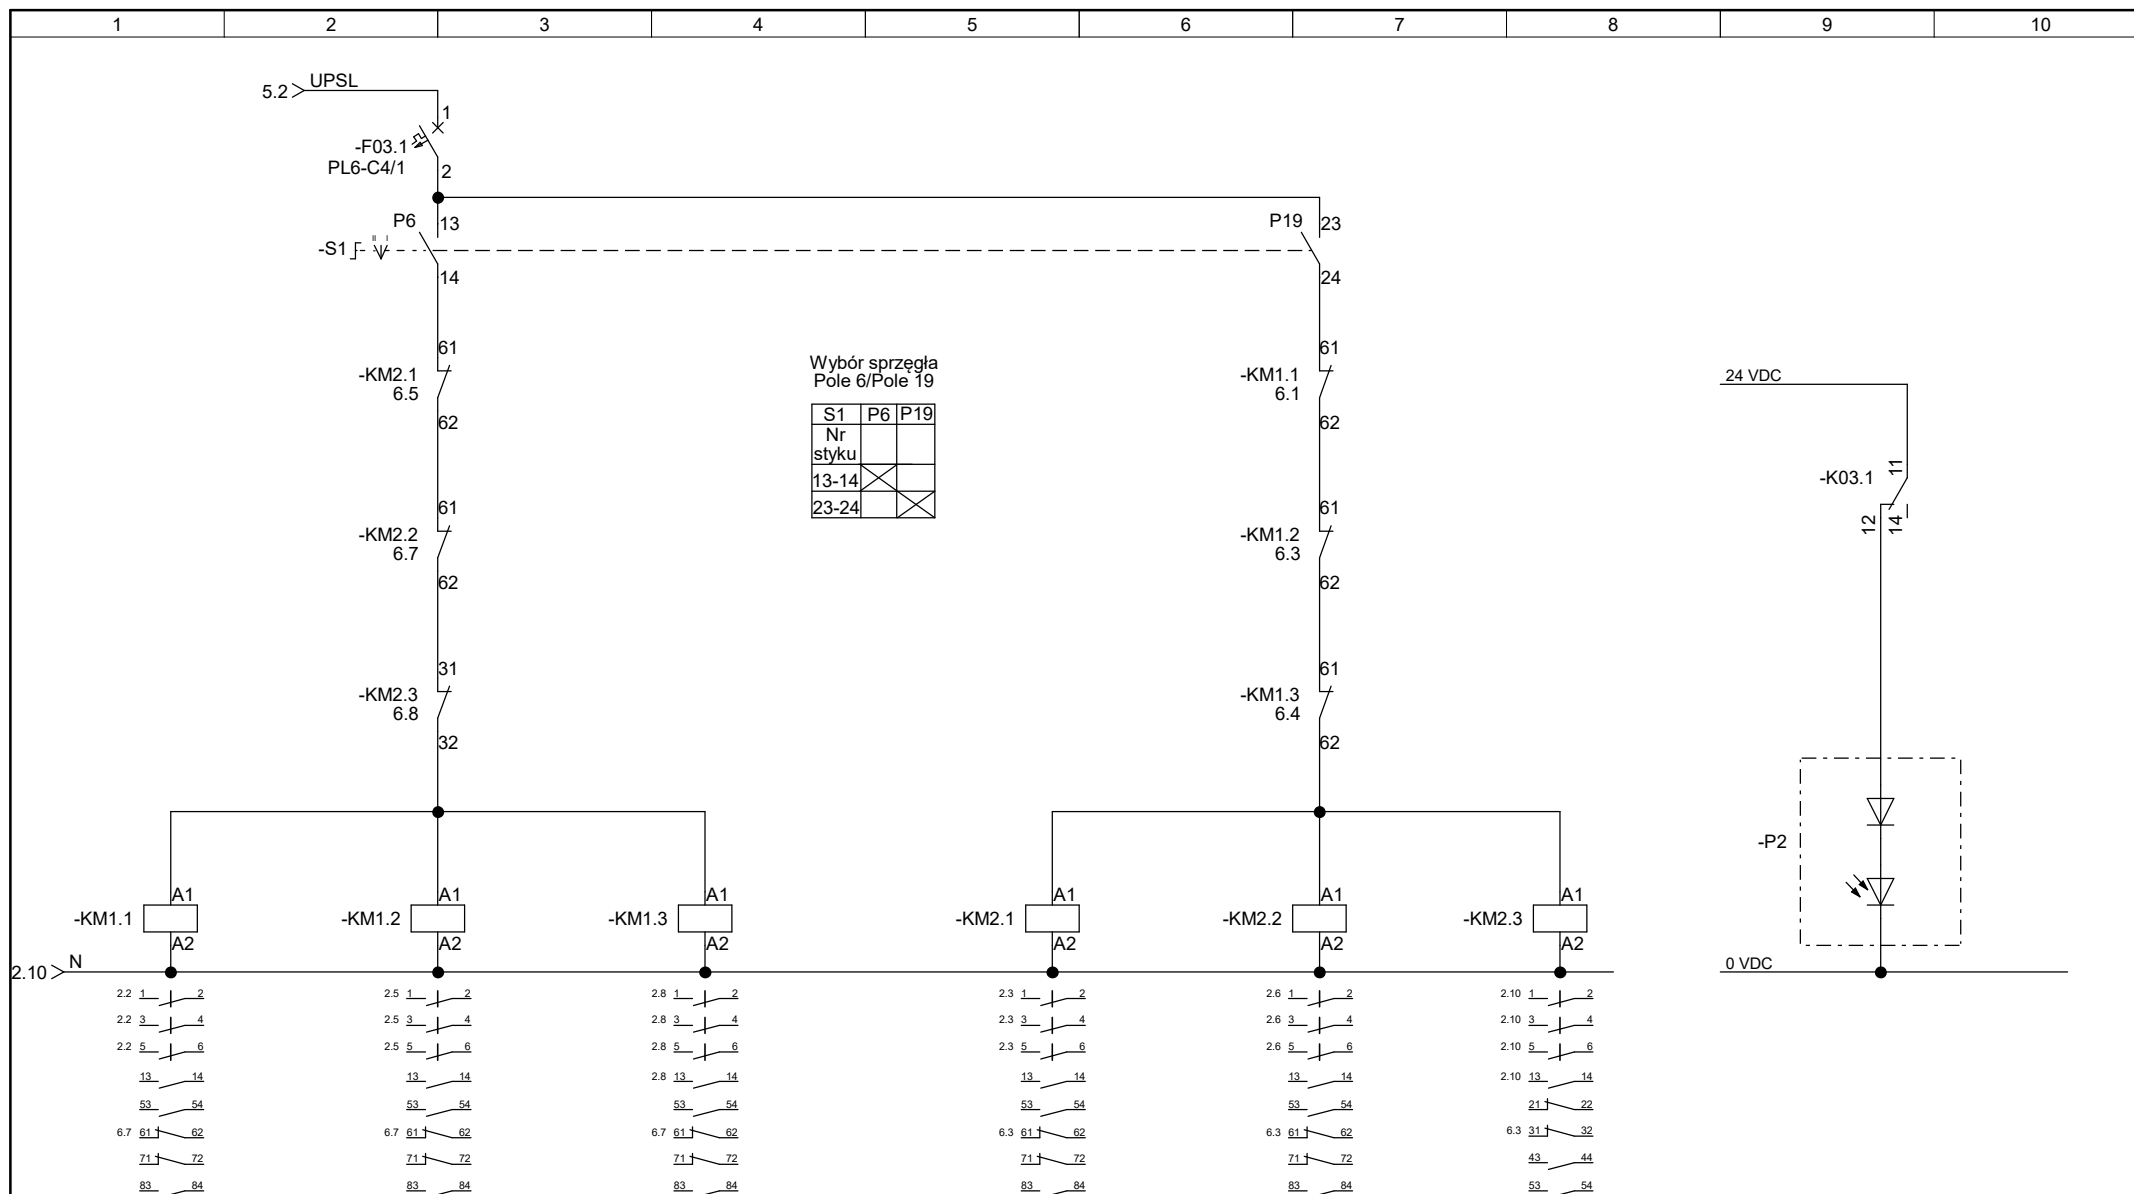 1 2 3 4 5 6 7 8 9 10
5.2 UPSL
1
-F03.1
PL6-C4/1
2
P6 13 P19 23
-S1 II I
14 24
61 61
-KM2.1 -KM1.1
6.5 6.1
62 62
Wybór sprzęgła
Pole 6/Pole 19
S1 P6 P19
Nr
styku
13-14
23-24
24 VDC
-K03.1 11
12 14
61 61
-KM2.2 -KM1.2
6.7 6.3
62 62
31 61
-KM2.3 -KM1.3
6.8 6.4
32 62
-P2
A1 A1 A1 A1 A1 A1
-KM1.1 -KM1.2 -KM1.3 -KM2.1 -KM2.2 -KM2.3
A2 A2 A2 A2 A2 A2
2.10 N 0 VDC
2.2 1 2 2.5 1 2 2.8 1 2 2.3 1 2 2.6 1 2 2.10 1 2
2.2 3 4 2.5 3 4 2.8 3 4 2.3 3 4 2.6 3 4 2.10 3 4
2.2 5 6 2.5 5 6 2.8 5 6 2.3 5 6 2.6 5 6 2.10 5 6
13 14 13 14 2.8 13 14 13 14 13 14 2.10 13 14
53 54 53 54 53 54 53 54 53 54 21 22
6.7 61 62 6.7 61 62 6.7 61 62 6.3 61 62 6.3 61 62 6.3 31 32
71 72 71 72 71 72 71 72 71 72 43 44
83 84 83 84 83 84 83 84 83 84 53 54